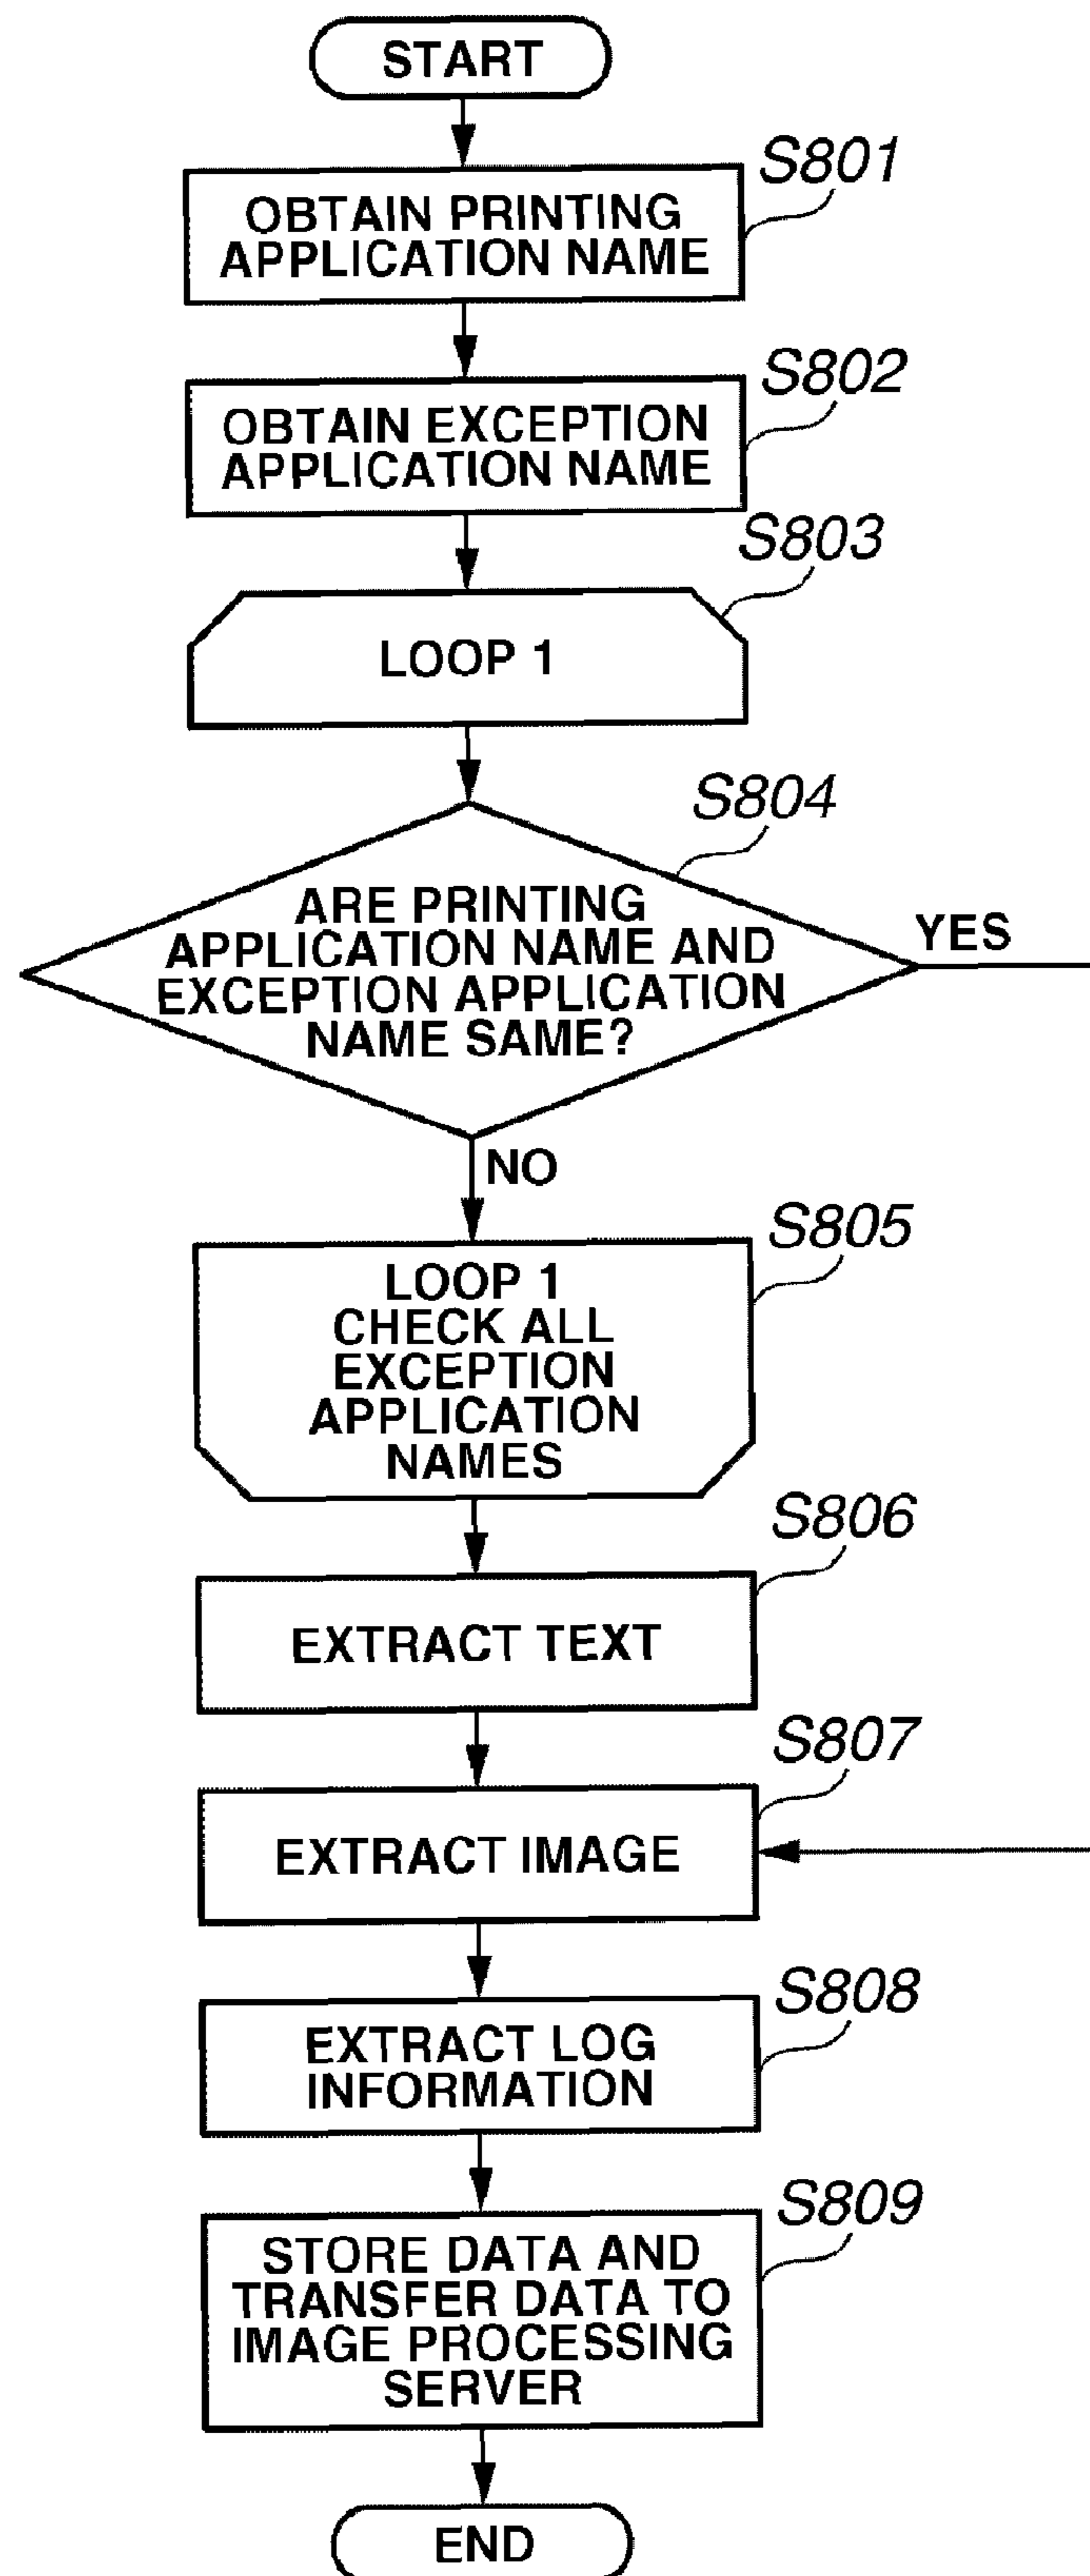 START
S801
OBTAIN PRINTING
APPLICATION NAME
S802
OBTAIN EXCEPTION
APPLICATION NAME
S803
LOOP 1
S804
ARE PRINTING
APPLICATION NAME AND
EXCEPTION APPLICATION
NAME SAME?
YES
NO
S805
LOOP 1
CHECK ALL
EXCEPTION
APPLICATION
NAMES
S806
EXTRACT TEXT
S807
EXTRACT IMAGE
S808
EXTRACT LOG
INFORMATION
S809
STORE DATA AND
TRANSFER DATA TO
IMAGE PROCESSING
SERVER
END